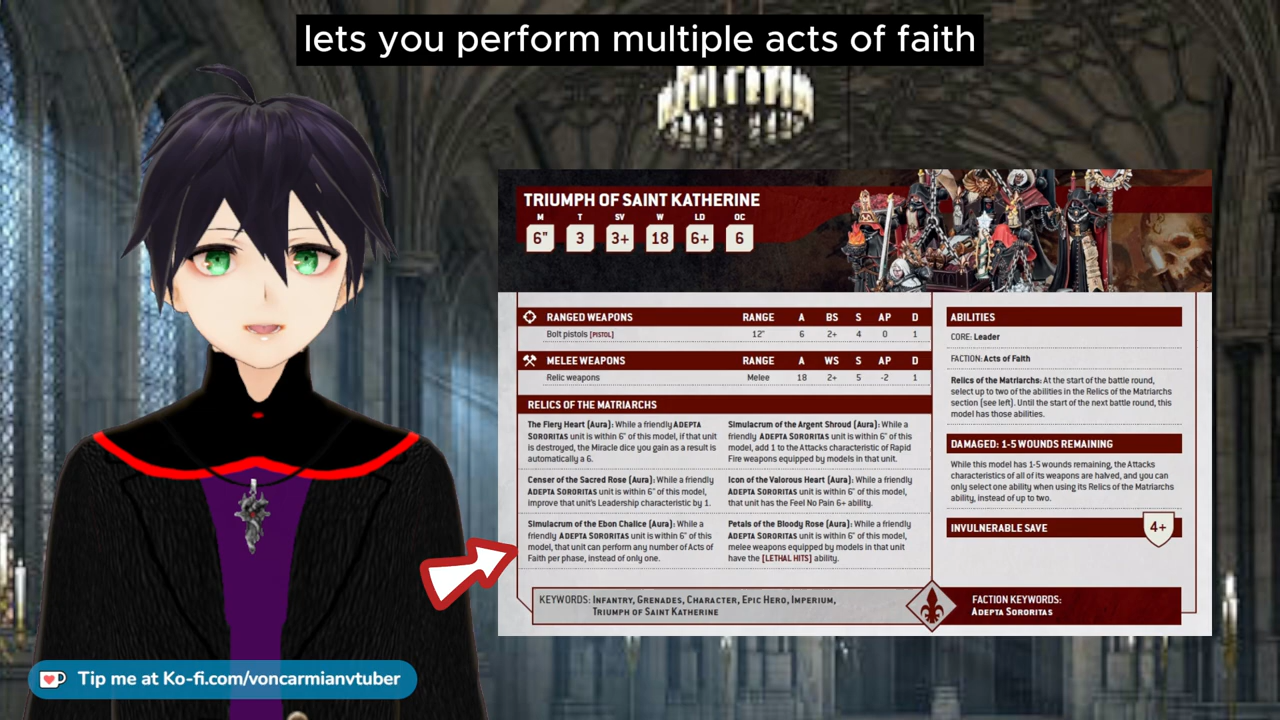 lets you perform multiple acts of faith
TRIUMPH OF SAINT KATHERINE
M T SV W LD OC
6" 3 3+ 18 6+ 6
RANGED WEAPONS RANGE A BS S AP D
Bolt pistols [PISTOL] 12" 6 2+ 4 0 1
MELEE WEAPONS RANGE A WS S AP D
Relic weapons Melee 18 2+ 5 -2 1
RELICS OF THE MATRIARCHS
The Fiery Heart (Aura): While a friendly ADEPTA
SORORITAS unit is within 6" of this model, if that unit
is destroyed, the Miracle dice you gain as a result is
automatically a 6.
Censer of the Sacred Rose (Aura): While a friendly
ADEPTA SORORITAS unit is within 6" of this model,
improve that unit's Leadership characteristic by 1.
Simulacrum of the Ebon Chalice (Aura): While a
friendly ADEPTA SORORITAS unit is within 6" of this
model, that unit can perform any number of Acts of
Faith per phase, instead of only one.
Simulacrum of the Argent Shroud (Aura): While a
friendly ADEPTA SORORITAS unit is within 6" of this
model, add 1 to the Attacks characteristic of Rapid
Fire weapons equipped by models in that unit.
Icon of the Valorous Heart (Aura): While a friendly
ADEPTA SORORITAS unit is within 6" of this model,
that unit has the Feel No Pain 6+ ability.
Petals of the Bloody Rose (Aura): While a friendly
ADEPTA SORORITAS unit is within 6" of this model,
melee weapons equipped by models in that unit
have the [LETHAL HITS] ability.
ABILITIES
CORE: Leader
FACTION: Acts of Faith
Relics of the Matriarchs: At the start of the battle round,
select up to two of the abilities in the Relics of the Matriarchs
section (see left). Until the start of the next battle round, this
model has those abilities.
DAMAGED: 1-5 WOUNDS REMAINING
While this model has 1-5 wounds remaining, the Attacks
characteristics of all of its weapons are halved, and you can
only select one ability when using its Relics of the Matriarchs
ability, instead of up to two.
INVULNERABLE SAVE 4+
KEYWORDS: INFANTRY, GRENADES, CHARACTER, EPIC HERO, IMPERIUM,
TRIUMPH OF SAINT KATHERINE
FACTION KEYWORDS:
ADEPTA SORORITAS
Tip me at Ko-fi.com/voncarmianvtuber